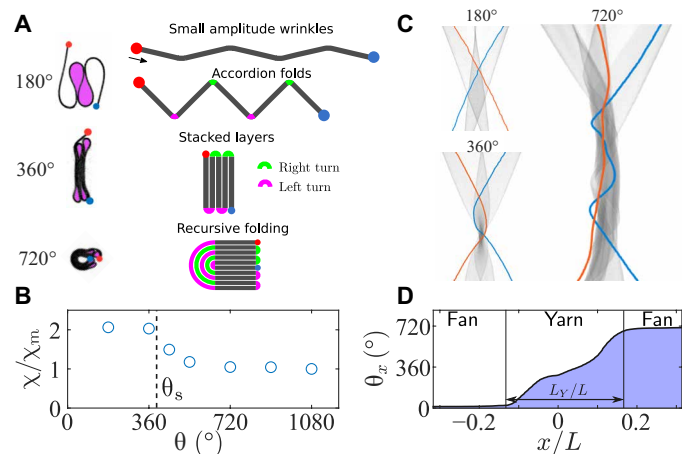 A
180°
360°
720°
Small amplitude wrinkles
Accordion folds
Stacked layers
Right turn
Left turn
Recursive folding
B
χ/χm
2
1
0
θs
0 360 720 1080
θ (°)
C
180°
720°
360°
D
Fan Yarn Fan
θx (°)
720
360
0
LY/L
−0.2 0 0.2
x/L